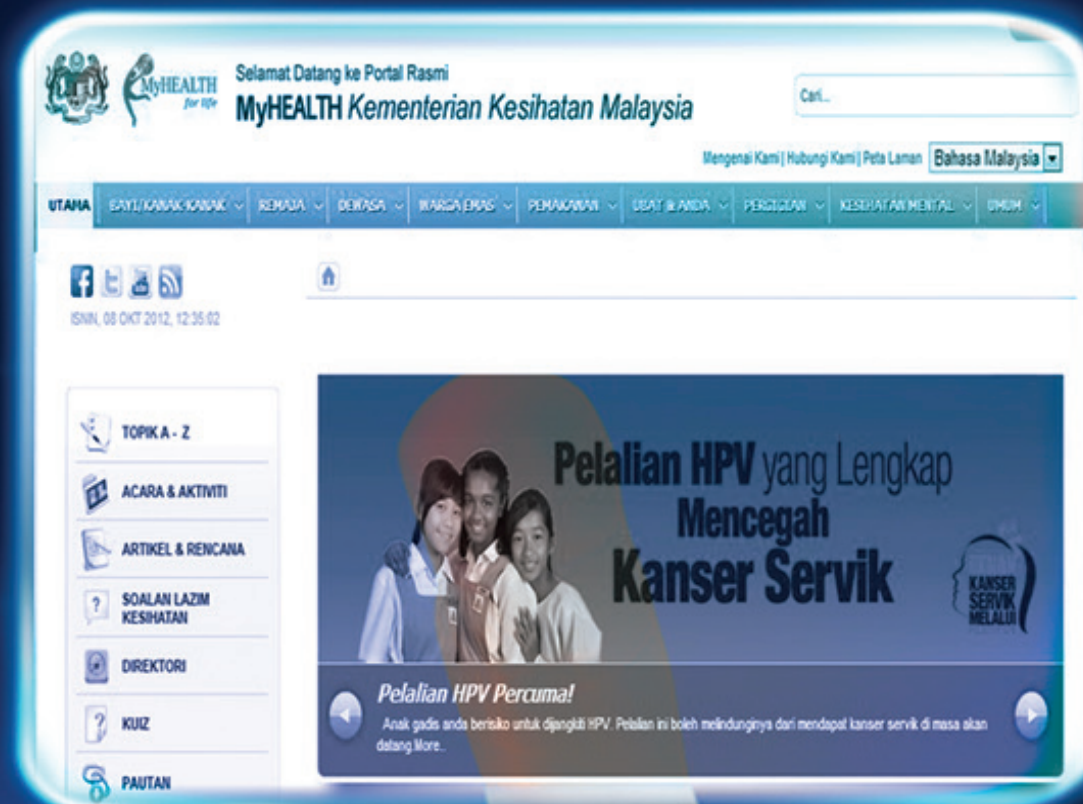 MyHEALTH
for life
Selamat Datang ke Portal Rasmi
MyHEALTH Kementerian Kesihatan Malaysia
Cari...
Mengenai Kami | Hubungi Kami | Peta Laman
Bahasa Malaysia
UTAMA BAYI/KANAK-KANAK REMAJA DEWASA WARGA EMAS PEMAKANAN UBAT & ANDA PERGIGIAN KESIHATAN MENTAL UMUM
ISNIN, 08 OKT 2012, 12:35:02
TOPIK A - Z
ACARA & AKTIVITI
ARTIKEL & RENCANA
SOALAN LAZIM
KESIHATAN
DIREKTORI
KUIZ
PAUTAN
Pelalian HPV yang Lengkap
Mencegah
Kanser Servik
KANSER
SERVIK
MELALUI
Pelalian HPV Percuma!
Anak gadis anda berisiko untuk dijangkiti HPV. Pelalian ini boleh melindunginya dari mendapat kanser servik di masa akan
datang.More..